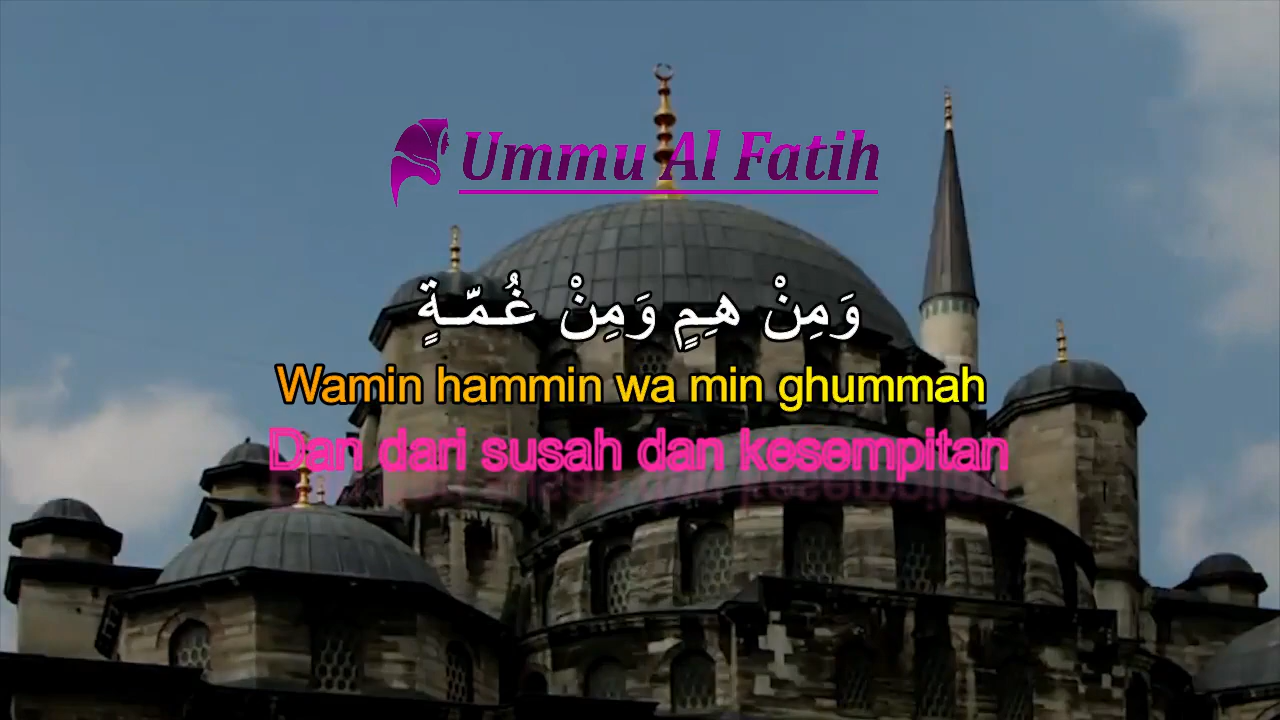 Ummu Al Fatih
وَمِنْ هِمٍ وَمِنْ غُمَّةٍ
Wamin hammin wa min ghummah
Dan dari susah dan kesempitan